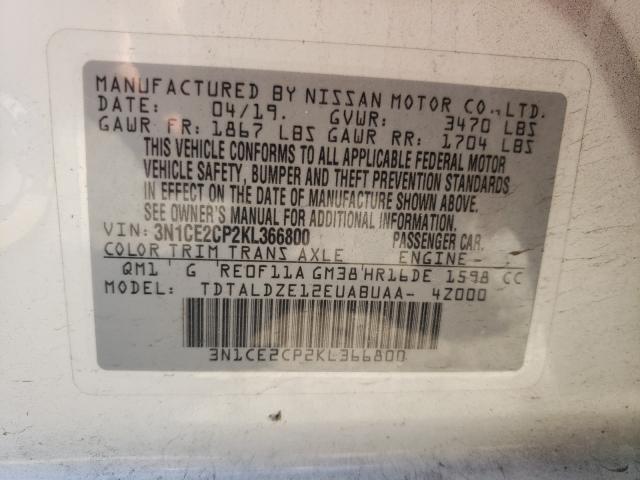 MANUFACTURED BY NISSAN MOTOR CO., LTD.
DATE: 04/19. GVWR: 3470 LBS
GAWR FR: 1867 LBS GAWR RR: 1704 LBS
THIS VEHICLE CONFORMS TO ALL APPLICABLE FEDERAL MOTOR
VEHICLE SAFETY, BUMPER AND THEFT PREVENTION STANDARDS
IN EFFECT ON THE DATE OF MANUFACTURE SHOWN ABOVE.
SEE OWNER'S MANUAL FOR ADDITIONAL INFORMATION.
VIN: 3N1CE2CP2KL366800 PASSENGER CAR.
COLOR TRIM TRANS AXLE ENGINE
QM1 G RE0F11A GM38 HR16DE 1598 CC
MODEL: TDTALDZE12EUABUAA- 4Z000
3N1CE2CP2KL366800